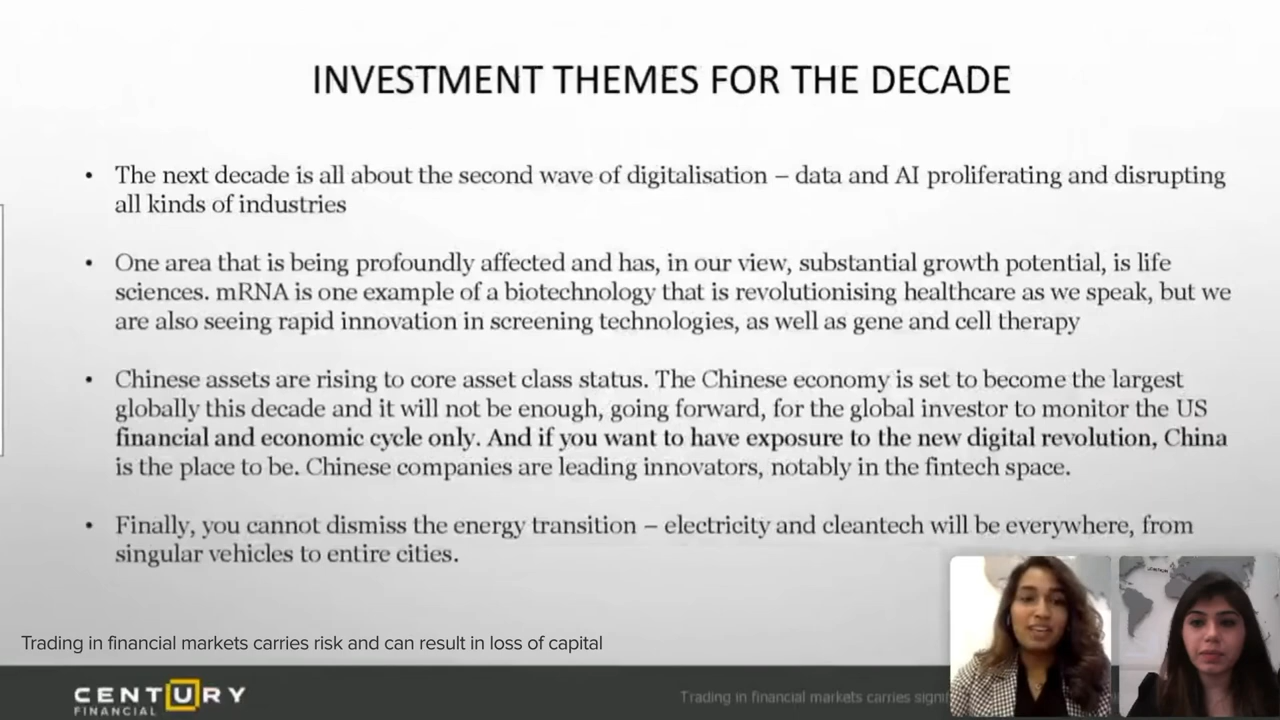 INVESTMENT THEMES FOR THE DECADE
• The next decade is all about the second wave of digitalisation – data and AI proliferating and disrupting
all kinds of industries
• One area that is being profoundly affected and has, in our view, substantial growth potential, is life
sciences. mRNA is one example of a biotechnology that is revolutionising healthcare as we speak, but we
are also seeing rapid innovation in screening technologies, as well as gene and cell therapy
• Chinese assets are rising to core asset class status. The Chinese economy is set to become the largest
globally this decade and it will not be enough, going forward, for the global investor to monitor the US
financial and economic cycle only. And if you want to have exposure to the new digital revolution, China
is the place to be. Chinese companies are leading innovators, notably in the fintech space.
• Finally, you cannot dismiss the energy transition – electricity and cleantech will be everywhere, from
singular vehicles to entire cities.
Trading in financial markets carries risk and can result in loss of capital
CENTURY
FINANCIAL
Trading in financial markets carries